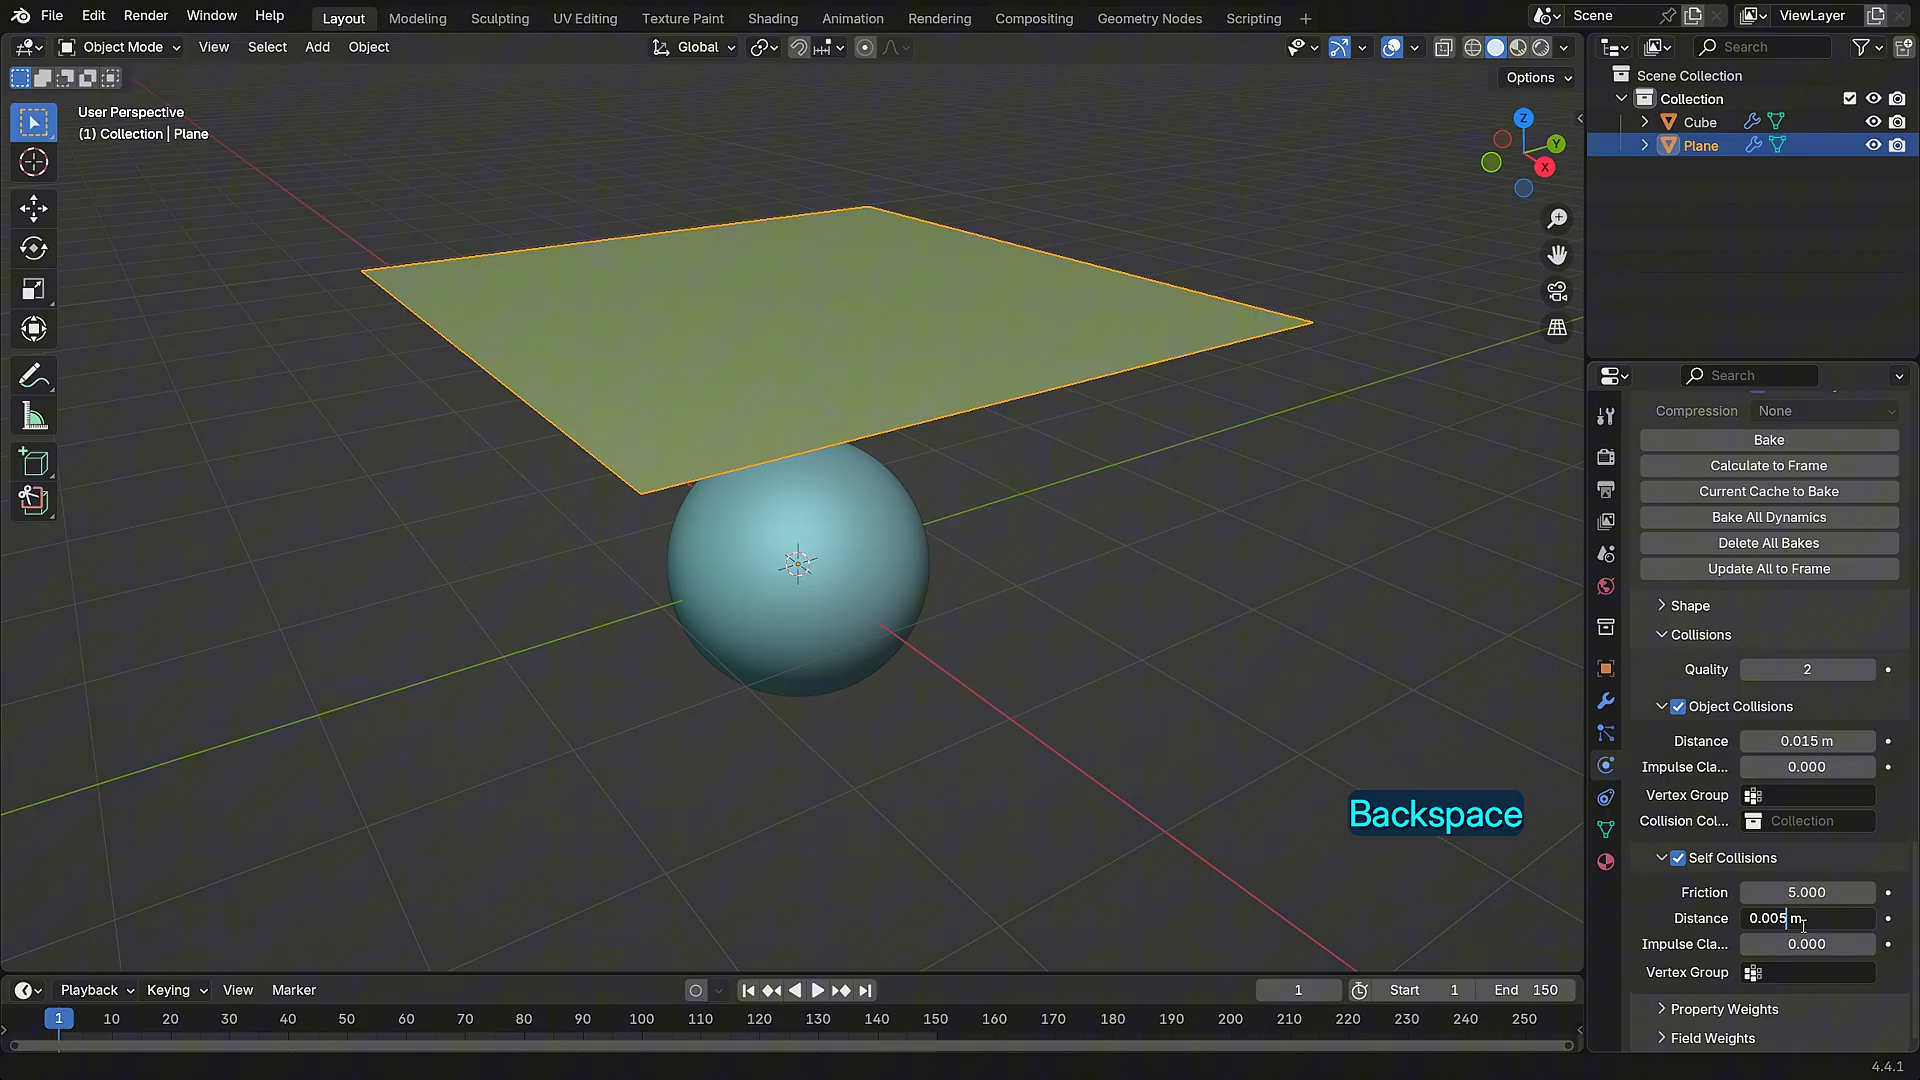 File Edit Render Window Help Layout Modeling Sculpting UV Editing Texture Paint Shading Animation Rendering Compositing Geometry Nodes Scripting + Scene ViewLayer
Object Mode View Select Add Object Global Search
Options
User Perspective
(1) Collection | Plane
Z
Y
X
Scene Collection
Collection
Cube
Plane
Search
Compression None
Bake
Calculate to Frame
Current Cache to Bake
Bake All Dynamics
Delete All Bakes
Update All to Frame
Shape
Collisions
Quality 2
Object Collisions
Distance 0.015 m
Impulse Cla... 0.000
Vertex Group
Collision Col... Collection
Self Collisions
Friction 5.000
Distance 0.005 m
Impulse Cla... 0.000
Vertex Group
Property Weights
Field Weights
Backspace
Playback Keying View Marker 1 Start 1 End 150
1 10 20 30 40 50 60 70 80 90 100 110 120 130 140 150 160 170 180 190 200 210 220 230 240 250
4.4.1